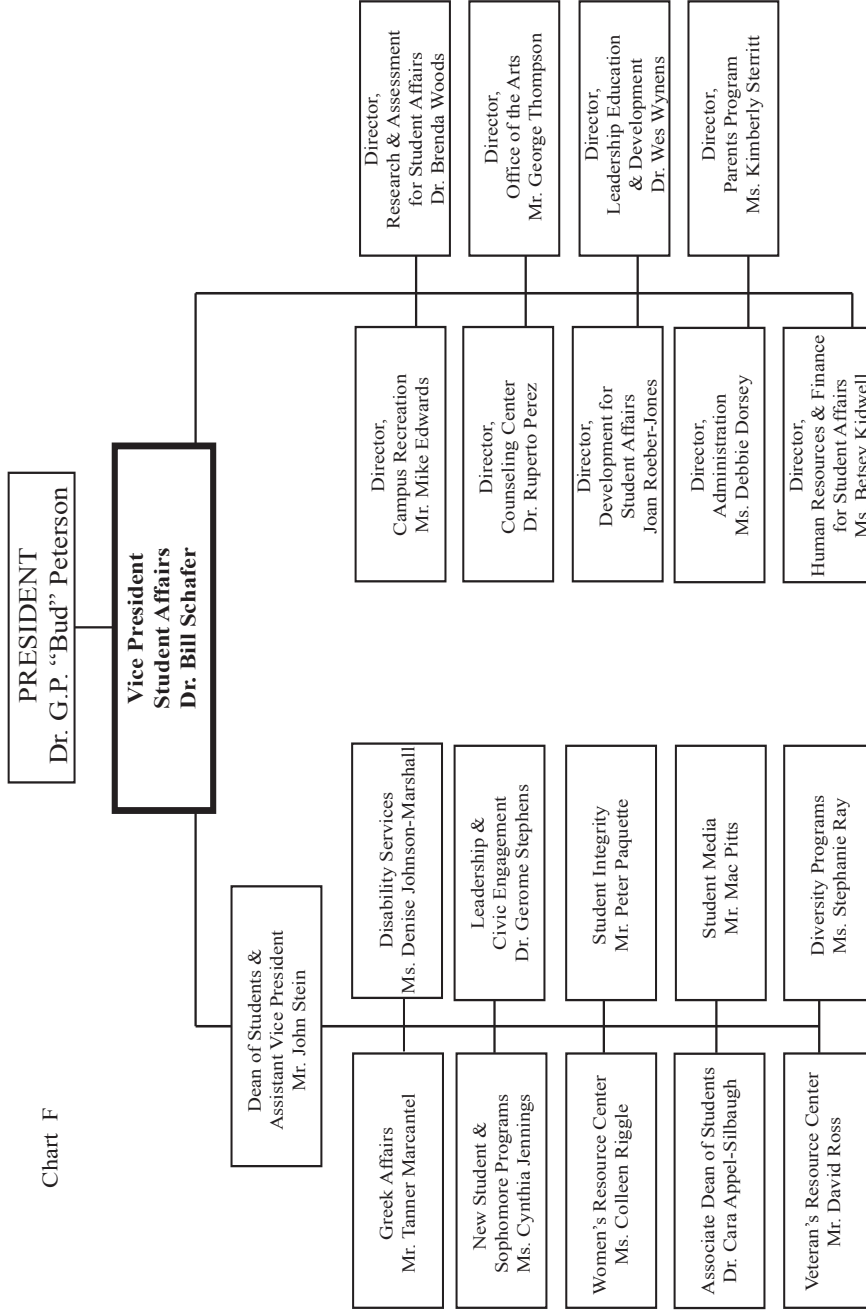 Chart F
PRESIDENT
Dr. G.P. “Bud” Peterson
Vice President
Student Affairs
Dr. Bill Schafer
Dean of Students &
Assistant Vice President
Mr. John Stein
Greek Affairs
Mr. Tanner Marcantel
Disability Services
Ms. Denise Johnson-Marshall
New Student &
Sophomore Programs
Ms. Cynthia Jennings
Leadership &
Civic Engagement
Dr. Gerome Stephens
Women’s Resource Center
Ms. Colleen Riggle
Student Integrity
Mr. Peter Paquette
Associate Dean of Students
Dr. Cara Appel-Silbaugh
Student Media
Mr. Mac Pitts
Veteran’s Resource Center
Mr. David Ross
Diversity Programs
Ms. Stephanie Ray
Director,
Campus Recreation
Mr. Mike Edwards
Director,
Research & Assessment
for Student Affairs
Dr. Brenda Woods
Director,
Counseling Center
Dr. Ruperto Perez
Director,
Office of the Arts
Mr. George Thompson
Director,
Development for
Student Affairs
Joan Roeber-Jones
Director,
Leadership Education
& Development
Dr. Wes Wynens
Director,
Administration
Ms. Debbie Dorsey
Director,
Parents Program
Ms. Kimberly Sterritt
Director,
Human Resources & Finance
for Student Affairs
Ms. Betsey Kidwell